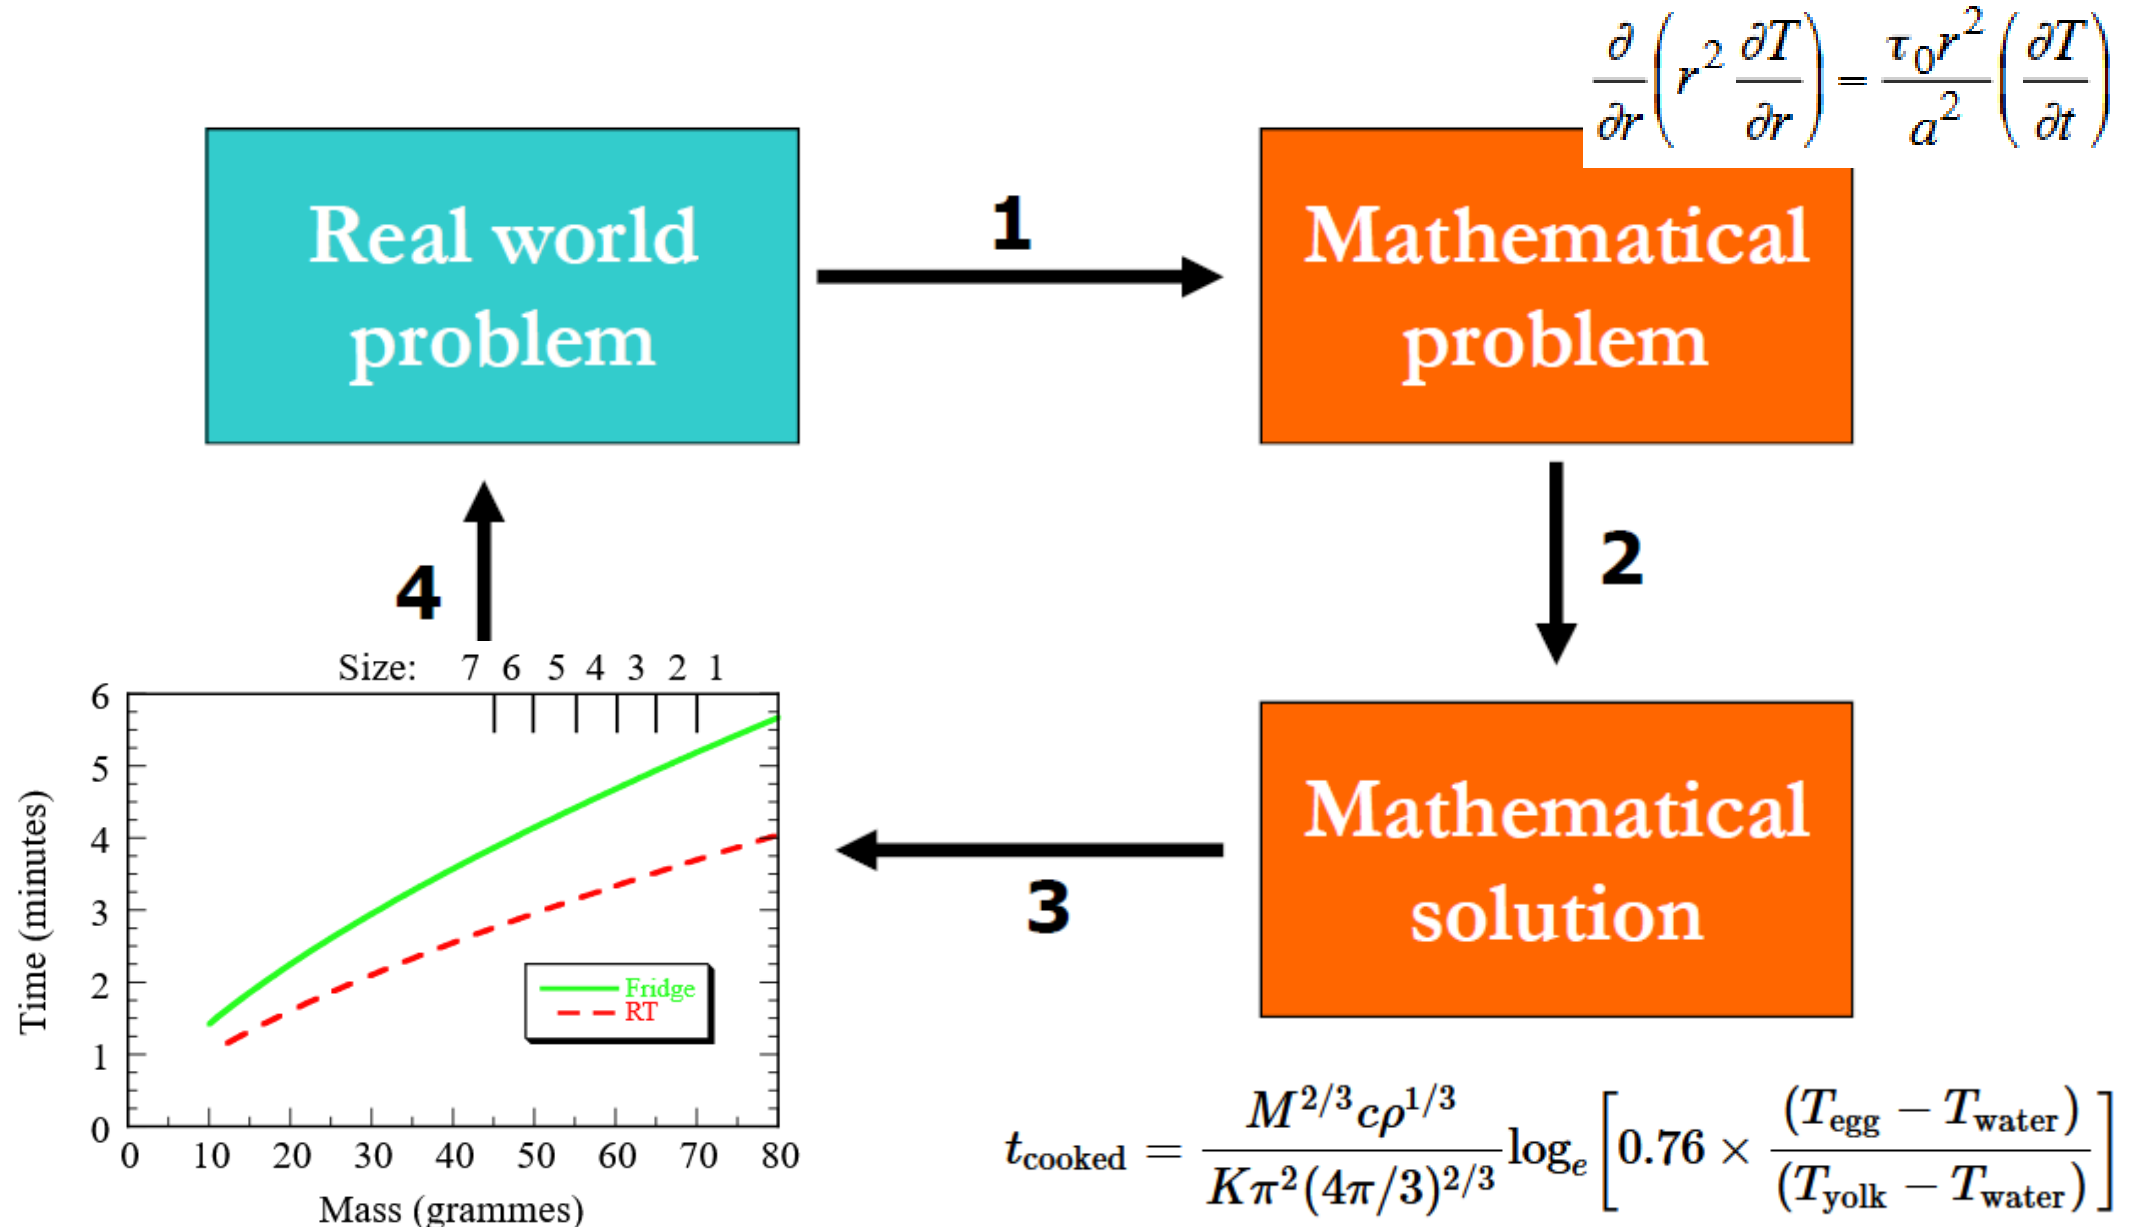 ∂/∂r (r² ∂T/∂r) = τ₀r²/a² (∂T/∂t)
Real world
problem
1
Mathematical
problem
2
4
Size: 7 6 5 4 3 2 1
6
5
4
3
2
1
0
Time (minutes)
Fridge
RT
0 10 20 30 40 50 60 70 80
Mass (grammes)
3
Mathematical
solution
t_cooked = M^{2/3}cρ^{1/3} / Kπ²(4π/3)^{2/3} log_e [0.76 × (T_egg − T_water) / (T_yolk − T_water)]